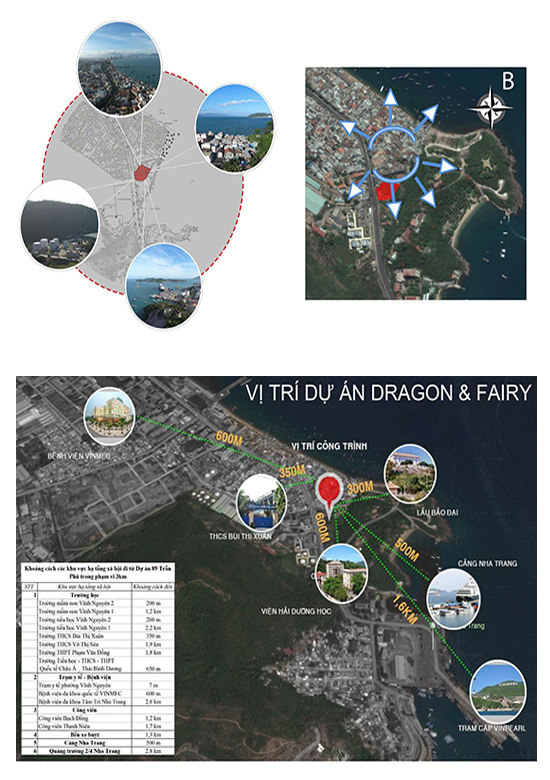 B
VỊ TRÍ DỰ ÁN DRAGON & FAIRY
VỊ TRÍ CÔNG TRÌNH
600M
350M
300M
600M
500M
1.6KM
BỆNH VIỆN VINMEC
THCS BÙI THỊ XUÂN
LẦU BẢO ĐẠI
VIỆN HẢI DƯƠNG HỌC
CẢNG NHA TRANG
Trang
TRẠM CÁP VINPEARL
Khoảng cách các khu vực hạ tầng xã hội đi từ Dự án 89 Trần
Phú trong phạm vi 3km
STT Khu vực hạ tầng xã hội Khoảng cách đến
1 Trường học
Trường mầm non Vĩnh Nguyên 2 200 m
Trường mầm non Vĩnh Nguyên 1 1,2 km
Trường tiểu học Vĩnh Nguyên 2 260 m
Trường tiểu học Vĩnh Nguyên 1 2,2 km
Trường THCS Bùi Thị Xuân 350 m
Trường THCS Võ Thị Sáu 1,9 km
Trường THPT Phạm Văn Đồng 1,8 km
Trường Tiểu học - THCS - THPT
Quốc tế Châu Á _ Thái Bình Dương 650 m
2 Trạm y tế - Bệnh viện
Trạm y tế phường Vĩnh Nguyên 7 m
Bệnh viện đa khoa quốc tế VINMEC 600 m
Bệnh viện đa khoa Tâm Trí Nha Trang 2,6 km
3 Công viên
Công viên Bạch Đằng 1,2 km
Công viên Thanh Niên 1,7 km
4 Bến xe buýt 1,3 km
5 Cảng Nha Trang 500 m
6 Quảng trường 2/4 Nha Trang 2.8 km